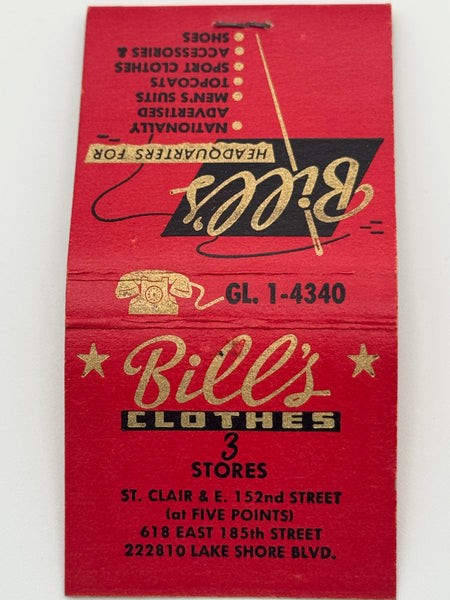 Bill's
HEADQUARTERS FOR
NATIONALLY
ADVERTISED
MEN'S SUITS
TOPCOATS
SPORT CLOTHES
ACCESSORIES &
SHOES
GL. 1-4340
Bill's
CLOTHES
3
STORES
ST. CLAIR & E. 152nd STREET
(at FIVE POINTS)
618 EAST 185th STREET
222810 LAKE SHORE BLVD.